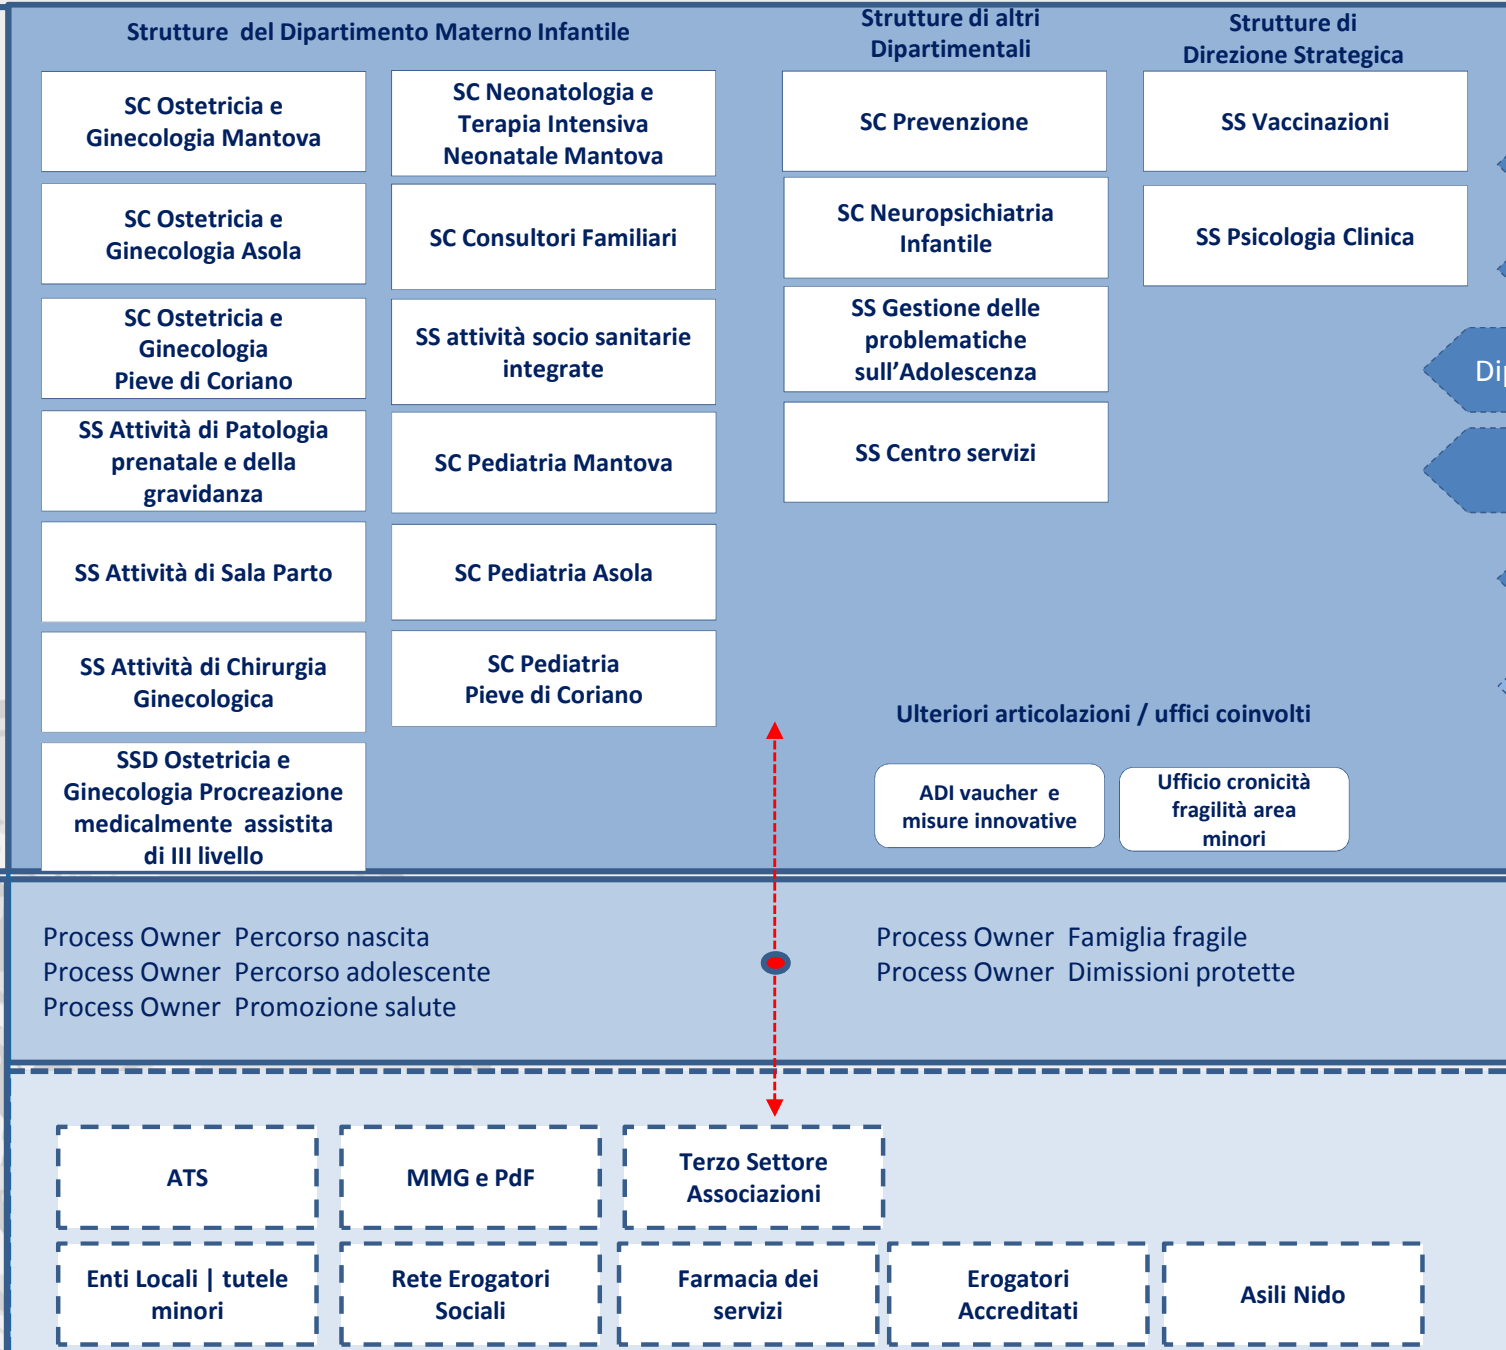 Strutture del Dipartimento Materno Infantile
SC Ostetricia e
Ginecologia Mantova
SC Ostetricia e
Ginecologia Asola
SC Ostetricia e
Ginecologia
Pieve di Coriano
SS Attività di Patologia
prenatale e della
gravidanza
SS Attività di Sala Parto
SS Attività di Chirurgia
Ginecologica
SSD Ostetricia e
Ginecologia Procreazione
medicalmente assistita
di III livello
SC Neonatologia e
Terapia Intensiva
Neonatale Mantova
SC Consultori Familiari
SS attività socio sanitarie
integrate
SC Pediatria Mantova
SC Pediatria Asola
SC Pediatria
Pieve di Coriano
Strutture di altri
Dipartimentali
SC Prevenzione
SC Neuropsichiatria
Infantile
SS Gestione delle
problematiche
sull'Adolescenza
SS Centro servizi
Strutture di
Direzione Strategica
SS Vaccinazioni
SS Psicologia Clinica
Ulteriori articolazioni / uffici coinvolti
ADI vaucher e
misure innovative
Ufficio cronicità
fragilità area
minori
Process Owner Percorso nascita
Process Owner Percorso adolescente
Process Owner Promozione salute
Process Owner Famiglia fragile
Process Owner Dimissioni protette
ATS
MMG e PdF
Terzo Settore
Associazioni
Enti Locali | tutele
minori
Rete Erogatori
Sociali
Farmacia dei
servizi
Erogatori
Accreditati
Asili Nido